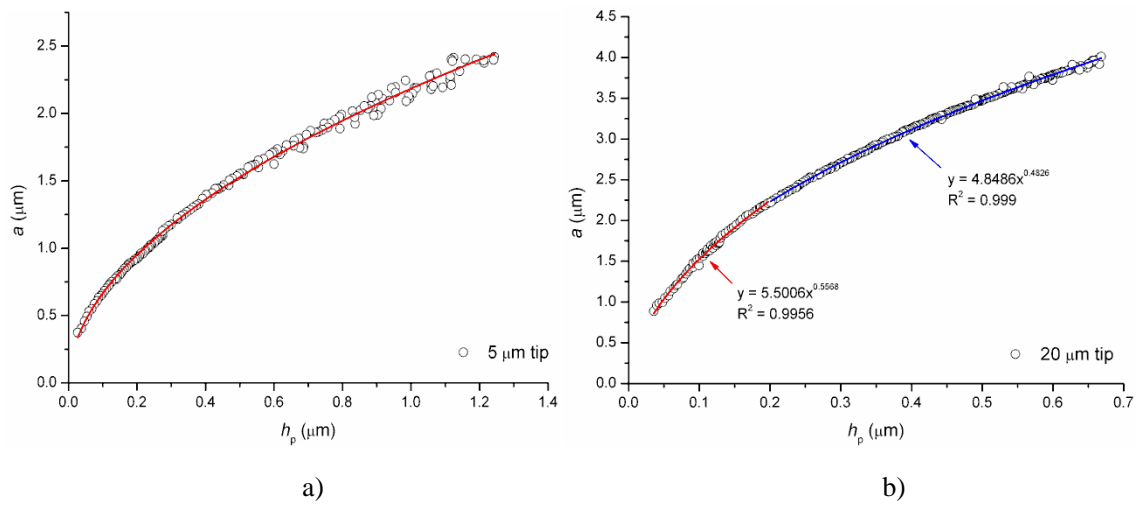 2.5
2.0
1.5
1.0
0.5
0.0
a (μm)
0.0 0.2 0.4 0.6 0.8 1.0 1.2 1.4
hp (μm)
5 μm tip
a)
4.5
4.0
3.5
3.0
2.5
2.0
1.5
1.0
0.5
0.0
a (μm)
y = 4.8486x^0.4826
R² = 0.999
y = 5.5006x^0.5568
R² = 0.9956
20 μm tip
0.0 0.1 0.2 0.3 0.4 0.5 0.6 0.7
hp (μm)
b)